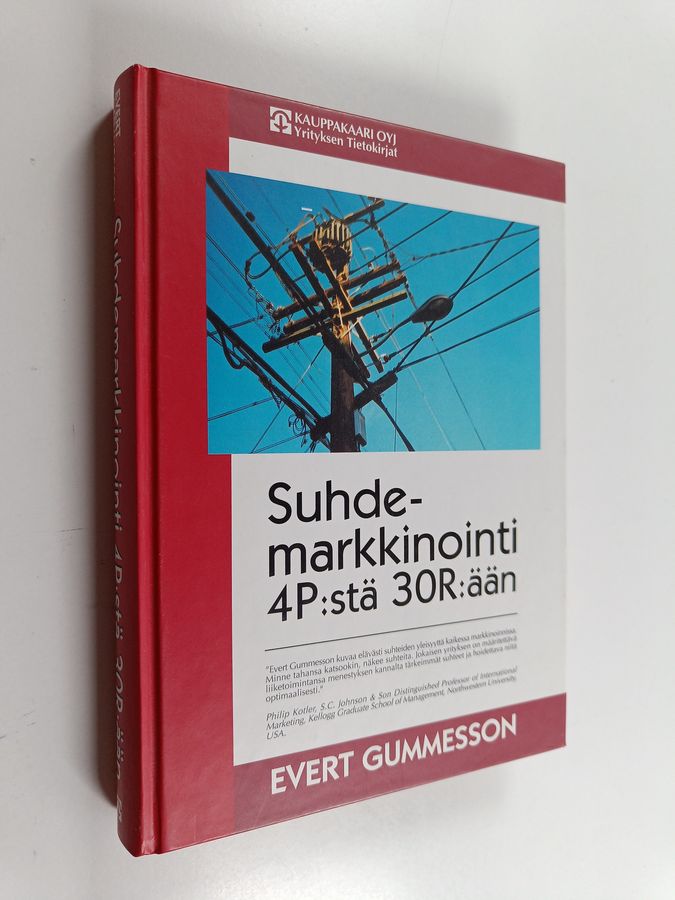 KAUPPAKAARI OYJ
Yrityksen Tietokirjat
Suhde-
markkinointi
4P:stä 30R:ään
"Evert Gummesson kuvaa elävästi suhteiden yleisyyttä kaikessa markkinoinnissa.
Minne tahansa katsookin, näkee suhteita. Jokaisen yrityksen on määritettävä
liiketoimintansa menestyksen kannalta tärkeimmät suhteet ja hoidettava niitä
optimaalisesti."
Philip Kotler, S.C. Johnson & Son Distinguished Professor of International
Marketing, Kellogg Graduate School of Management, Northwestern University,
USA.
EVERT GUMMESSON
EVERT
Suhdemarkkinointi 4P:stä 30R:ään